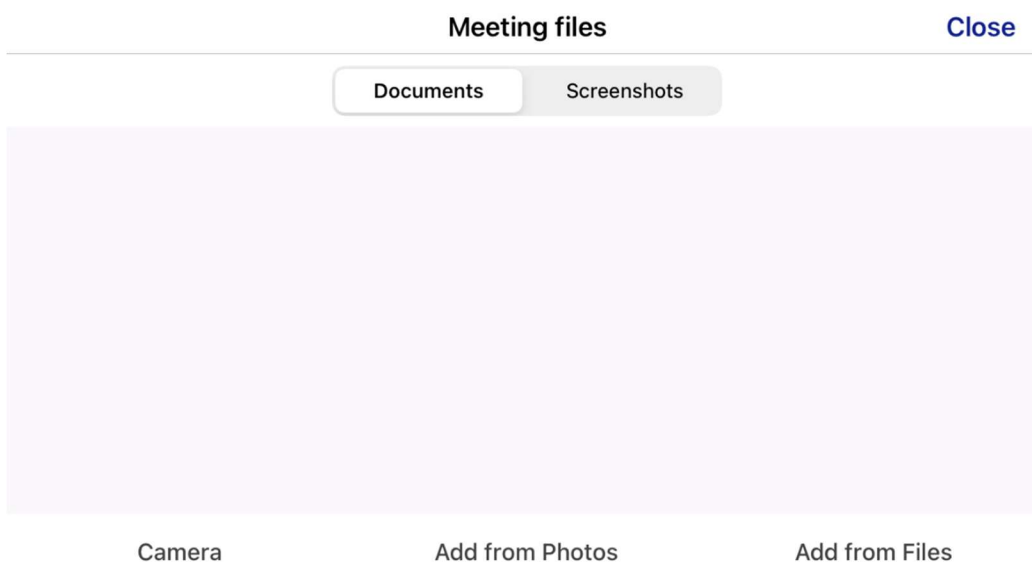 Meeting files Close
Documents Screenshots
Camera Add from Photos Add from Files